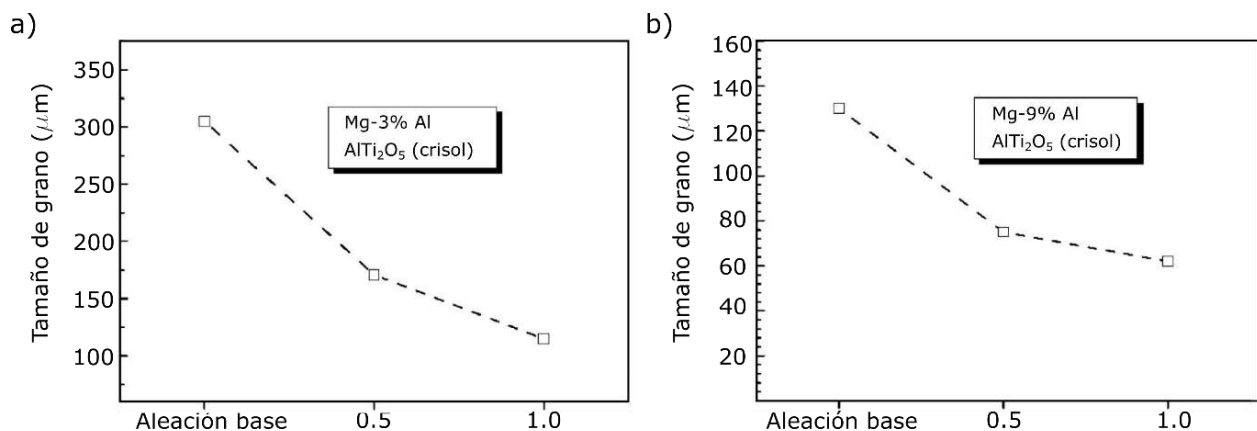 a)
Tamaño de grano (µm)
350
300
250
200
150
100
Mg-3% Al
AlTi₂O₅ (crisol)
Aleación base 0.5 1.0
b)
Tamaño de grano (µm)
160
140
120
100
80
60
40
20
Mg-9% Al
AlTi₂O₅ (crisol)
Aleación base 0.5 1.0